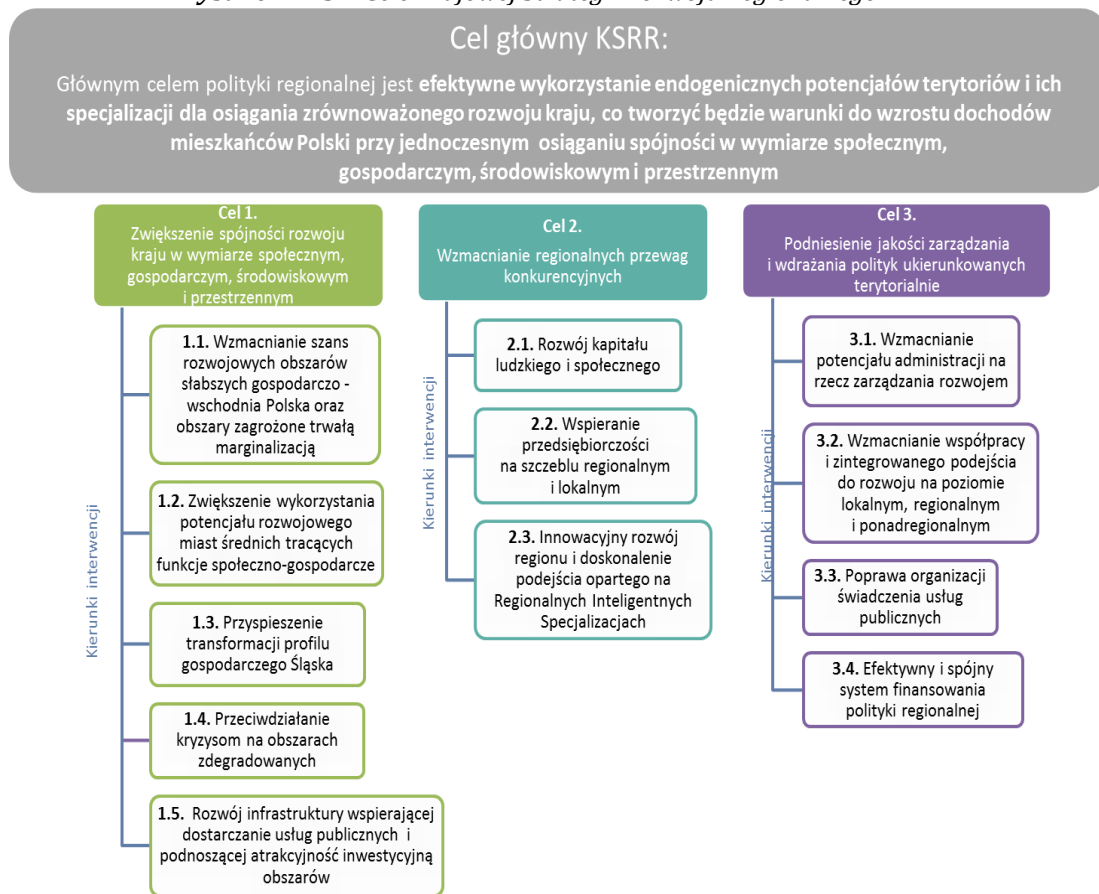 Cel główny KSRR:
Głównym celem polityki regionalnej jest efektywne wykorzystanie endogenicznych potencjałów terytoriów i ich
specjalizacji dla osiągania zrównoważonego rozwoju kraju, co tworzyć będzie warunki do wzrostu dochodów
mieszkańców Polski przy jednoczesnym osiąganiu spójności w wymiarze społecznym,
gospodarczym, środowiskowym i przestrzennym
Cel 1.
Zwiększenie spójności rozwoju
kraju w wymiarze społecznym,
gospodarczym, środowiskowym
i przestrzennym
Kierunki interwencji
1.1. Wzmacnianie szans
rozwojowych obszarów
słabszych gospodarczo -
wschodnia Polska oraz
obszary zagrożone trwałą
marginalizacją
1.2. Zwiększenie wykorzystania
potencjału rozwojowego
miast średnich tracących
funkcje społeczno-gospodarcze
1.3. Przyspieszenie
transformacji profilu
gospodarczego Śląska
1.4. Przeciwdziałanie
kryzysom na obszarach
zdegradowanych
1.5. Rozwój infrastruktury wspierającej
dostarczanie usług publicznych i
podnoszącej atrakcyjność inwestycyjną
obszarów
Cel 2.
Wzmacnianie regionalnych przewag
konkurencyjnych
Kierunki interwencji
2.1. Rozwój kapitału
ludzkiego i społecznego
2.2. Wspieranie
przedsiębiorczości
na szczeblu regionalnym
i lokalnym
2.3. Innowacyjny rozwój
regionu i doskonalenie
podejścia opartego na
Regionalnych Inteligentnych
Specjalizacjach
Cel 3.
Podniesienie jakości zarządzania
i wdrażania polityk ukierunkowanych
terytorialnie
Kierunki interwencji
3.1. Wzmacnianie
potencjału administracji na
rzecz zarządzania rozwojem
3.2. Wzmacnianie współpracy
i zintegrowanego podejścia
do rozwoju na poziomie
lokalnym, regionalnym
i ponadregionalnym
3.3. Poprawa organizacji
świadczenia usług
publicznych
3.4. Efektywny i spójny
system finansowania
polityki regionalnej